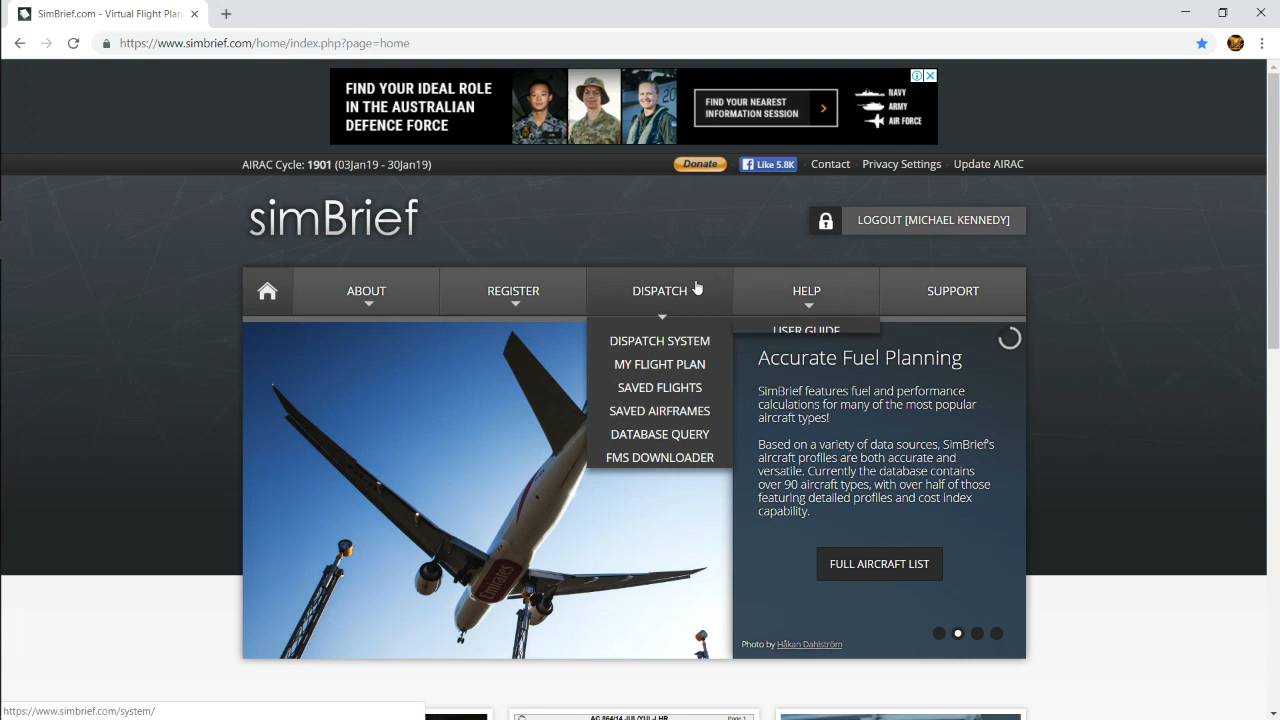 SimBrief.com - Virtual Flight Plan
https://www.simbrief.com/home/index.php?page=home
FIND YOUR IDEAL ROLE
IN THE AUSTRALIAN
DEFENCE FORCE
FIND YOUR NEAREST
INFORMATION SESSION
NAVY
ARMY
AIR FORCE
AIRAC Cycle: 1901 (03Jan19 - 30Jan19)
Donate
Like 5.8K
Contact
Privacy Settings
Update AIRAC
simBrief
LOGOUT [MICHAEL KENNEDY]
ABOUT
REGISTER
DISPATCH
HELP
SUPPORT
DISPATCH SYSTEM
MY FLIGHT PLAN
SAVED FLIGHTS
SAVED AIRFRAMES
DATABASE QUERY
FMS DOWNLOADER
USER GUIDE
Accurate Fuel Planning
SimBrief features fuel and performance
calculations for many of the most popular
aircraft types!
Based on a variety of data sources, SimBrief's
aircraft profiles are both accurate and
versatile. Currently the database contains
over 90 aircraft types, with over half of those
featuring detailed profiles and cost index
capability.
FULL AIRCRAFT LIST
Emirates
Photo by Håkan Dahlström
https://www.simbrief.com/system/
Page 1